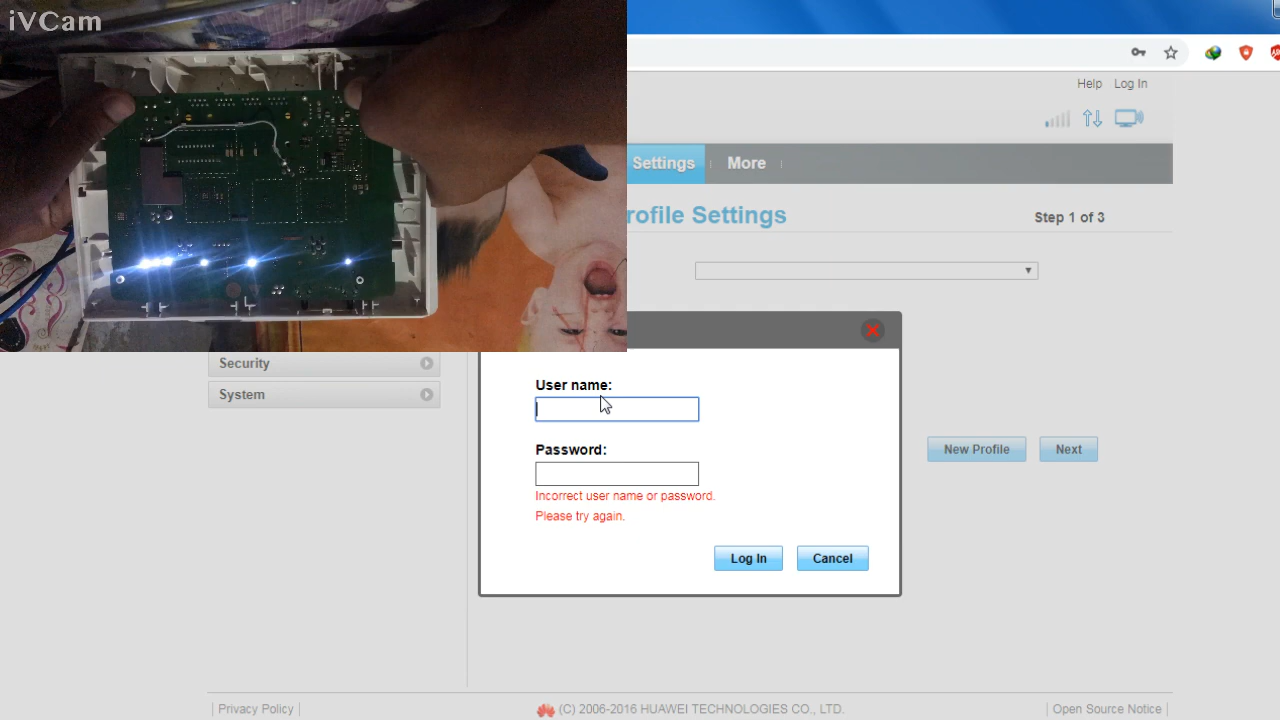 iVCam
Help Log In
Settings More
rofile Settings
Step 1 of 3
Security
System
User name:
Password:
Incorrect user name or password.
Please try again.
Log In Cancel
New Profile Next
Privacy Policy
(C) 2006-2016 HUAWEI TECHNOLOGIES CO., LTD.
Open Source Notice